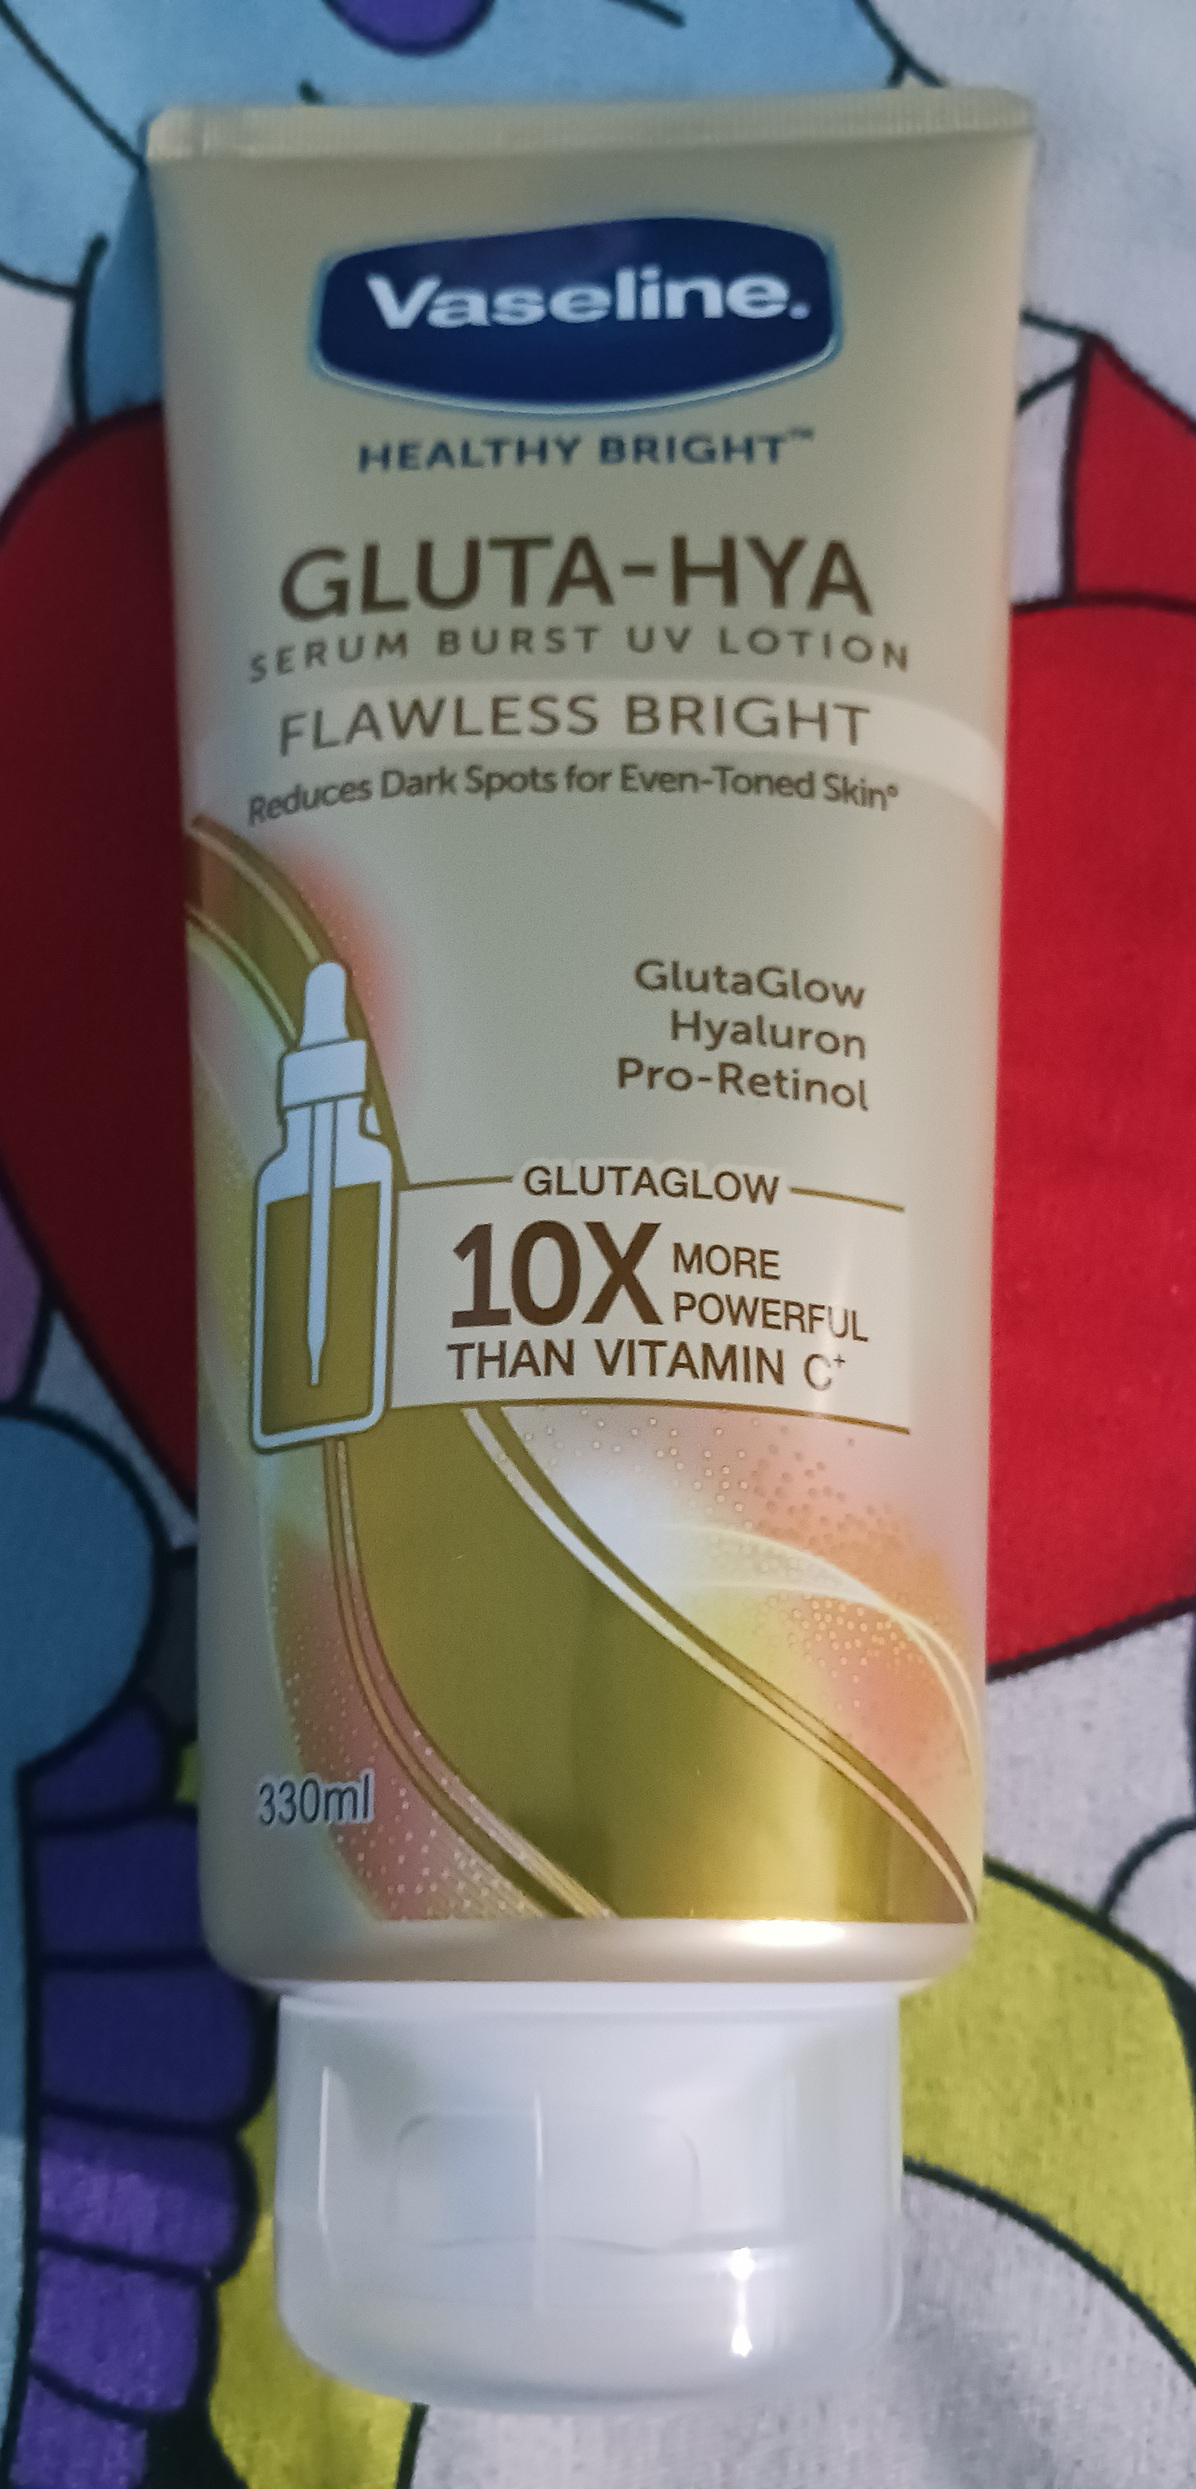 Vaseline.
HEALTHY BRIGHT™
GLUTA-HYA
SERUM BURST UV LOTION
FLAWLESS BRIGHT
Reduces Dark Spots for Even-Toned Skin°
GlutaGlow
Hyaluron
Pro-Retinol
GLUTAGLOW
10X MORE
POWERFUL
THAN VITAMIN C⁺
330ml